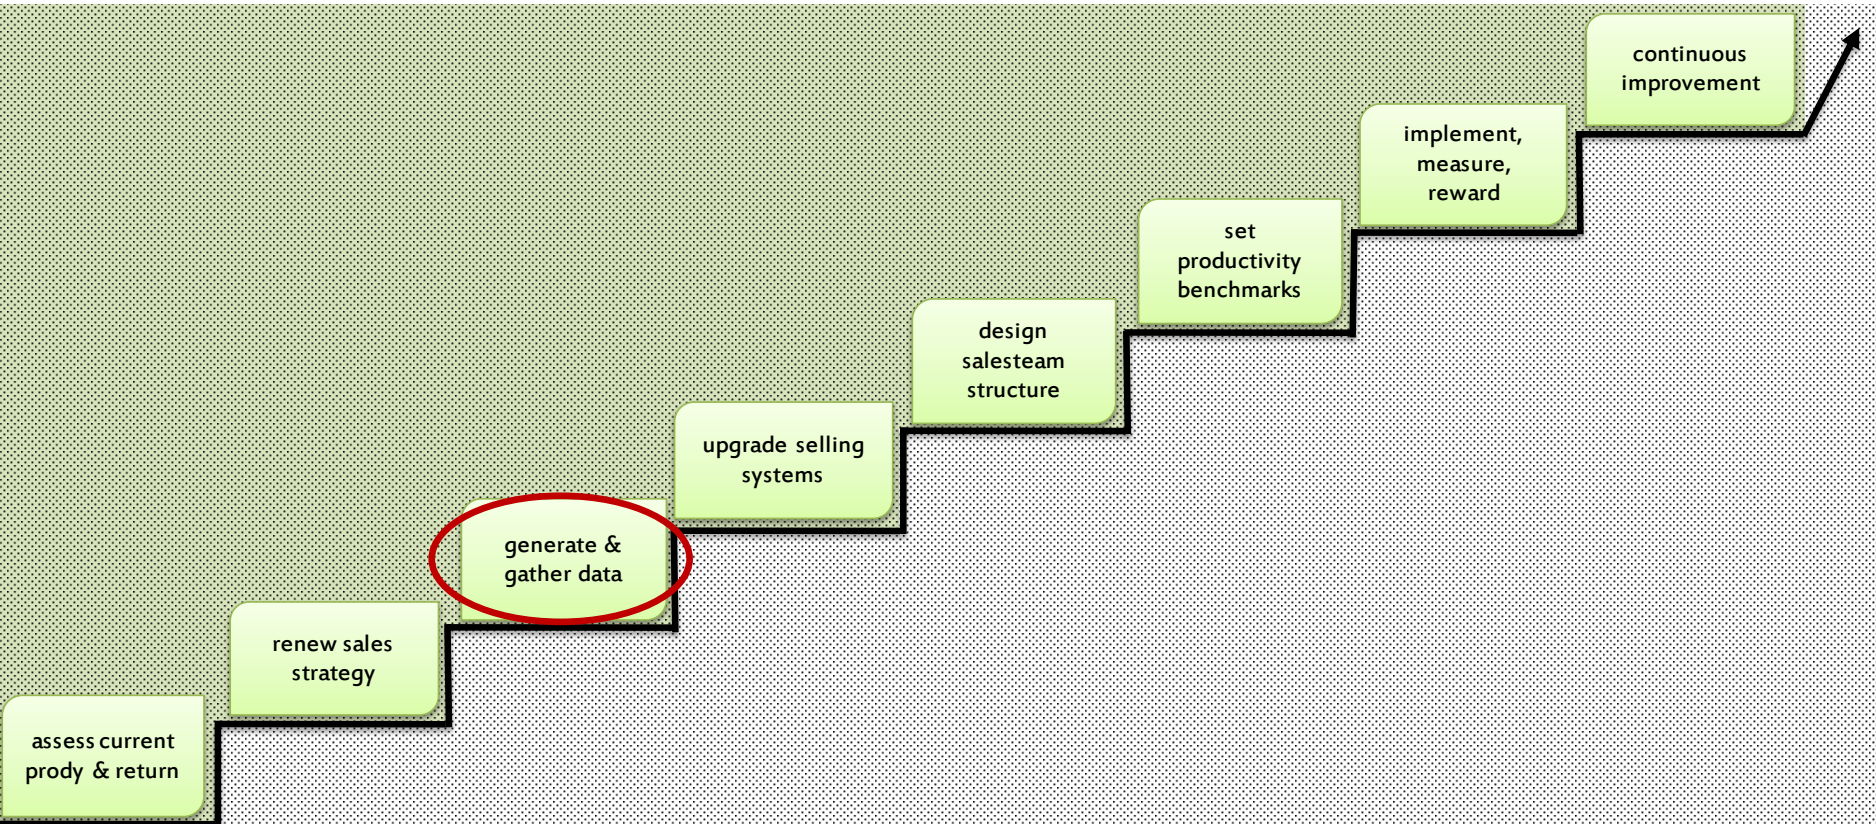 continuous
improvement
implement,
measure,
reward
set
productivity
benchmarks
design
salesteam
structure
upgrade selling
systems
generate &
gather data
renew sales
strategy
assess current
prody & return